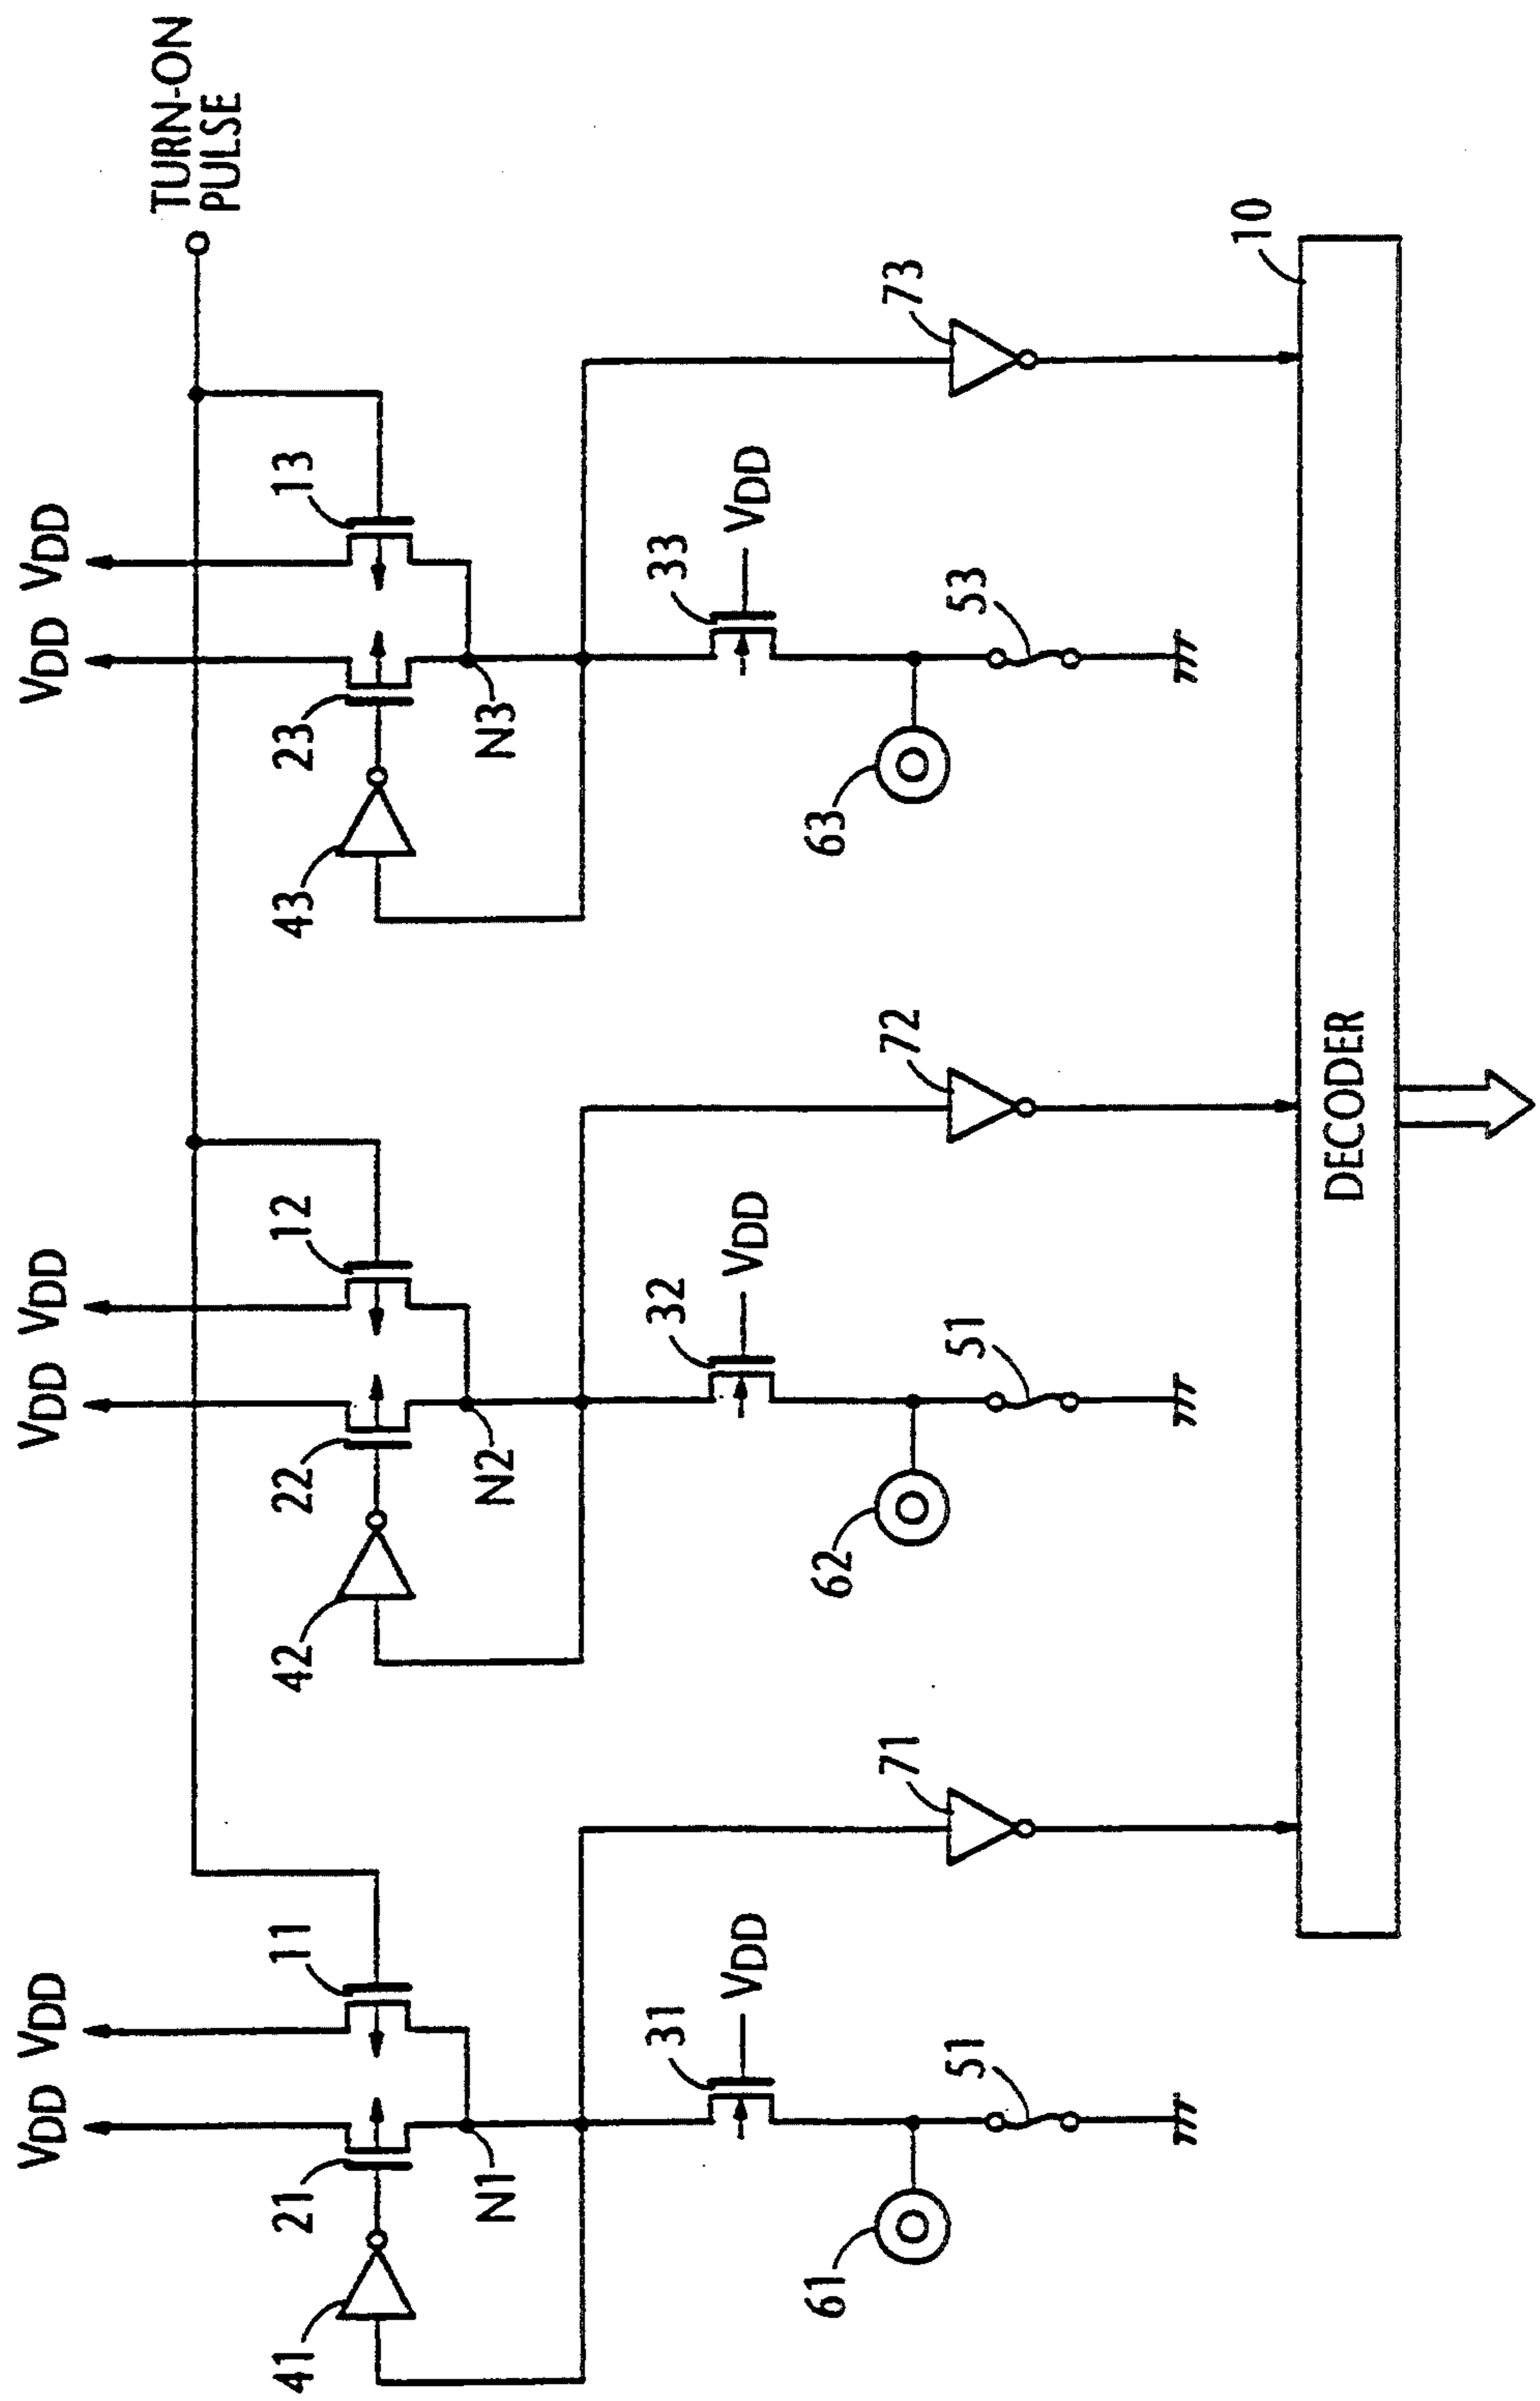 TURN-ON
PULSE
VDD VDD
VDD VDD
VDD VDD
21
11
22
12
23
13
41
42
43
N1
N2
N3
31
VDD
32
VDD
33
VDD
71
72
73
61
51
62
51
63
53
10
DECODER